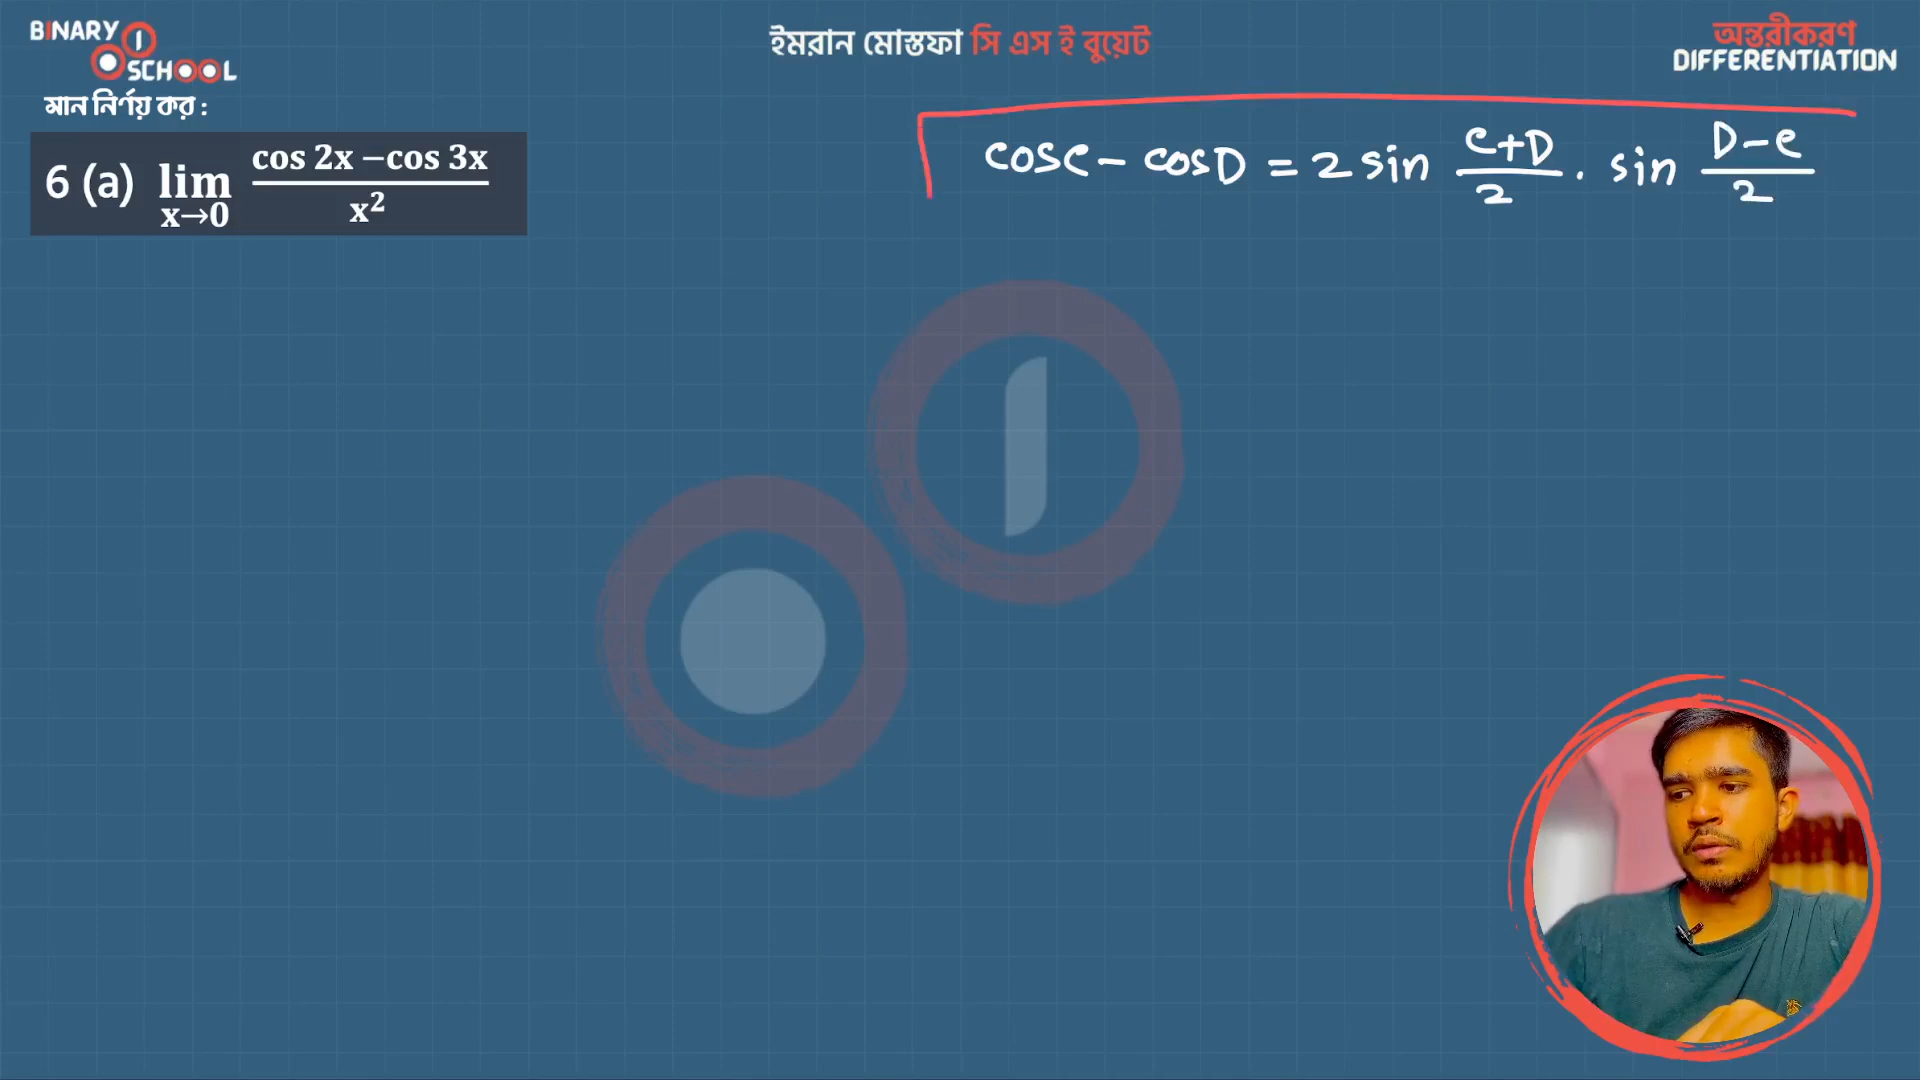 BINARY
SCHOOL
ইমরান মোস্তফা সি এস ই বুয়েট
অন্তরীকরণ
DIFFERENTIATION
মান নির্ণয় কর :
6 (a) lim x→0 (cos 2x – cos 3x) / x²
cosC – cosD = 2 sin (C+D)/2 · sin (D–C)/2